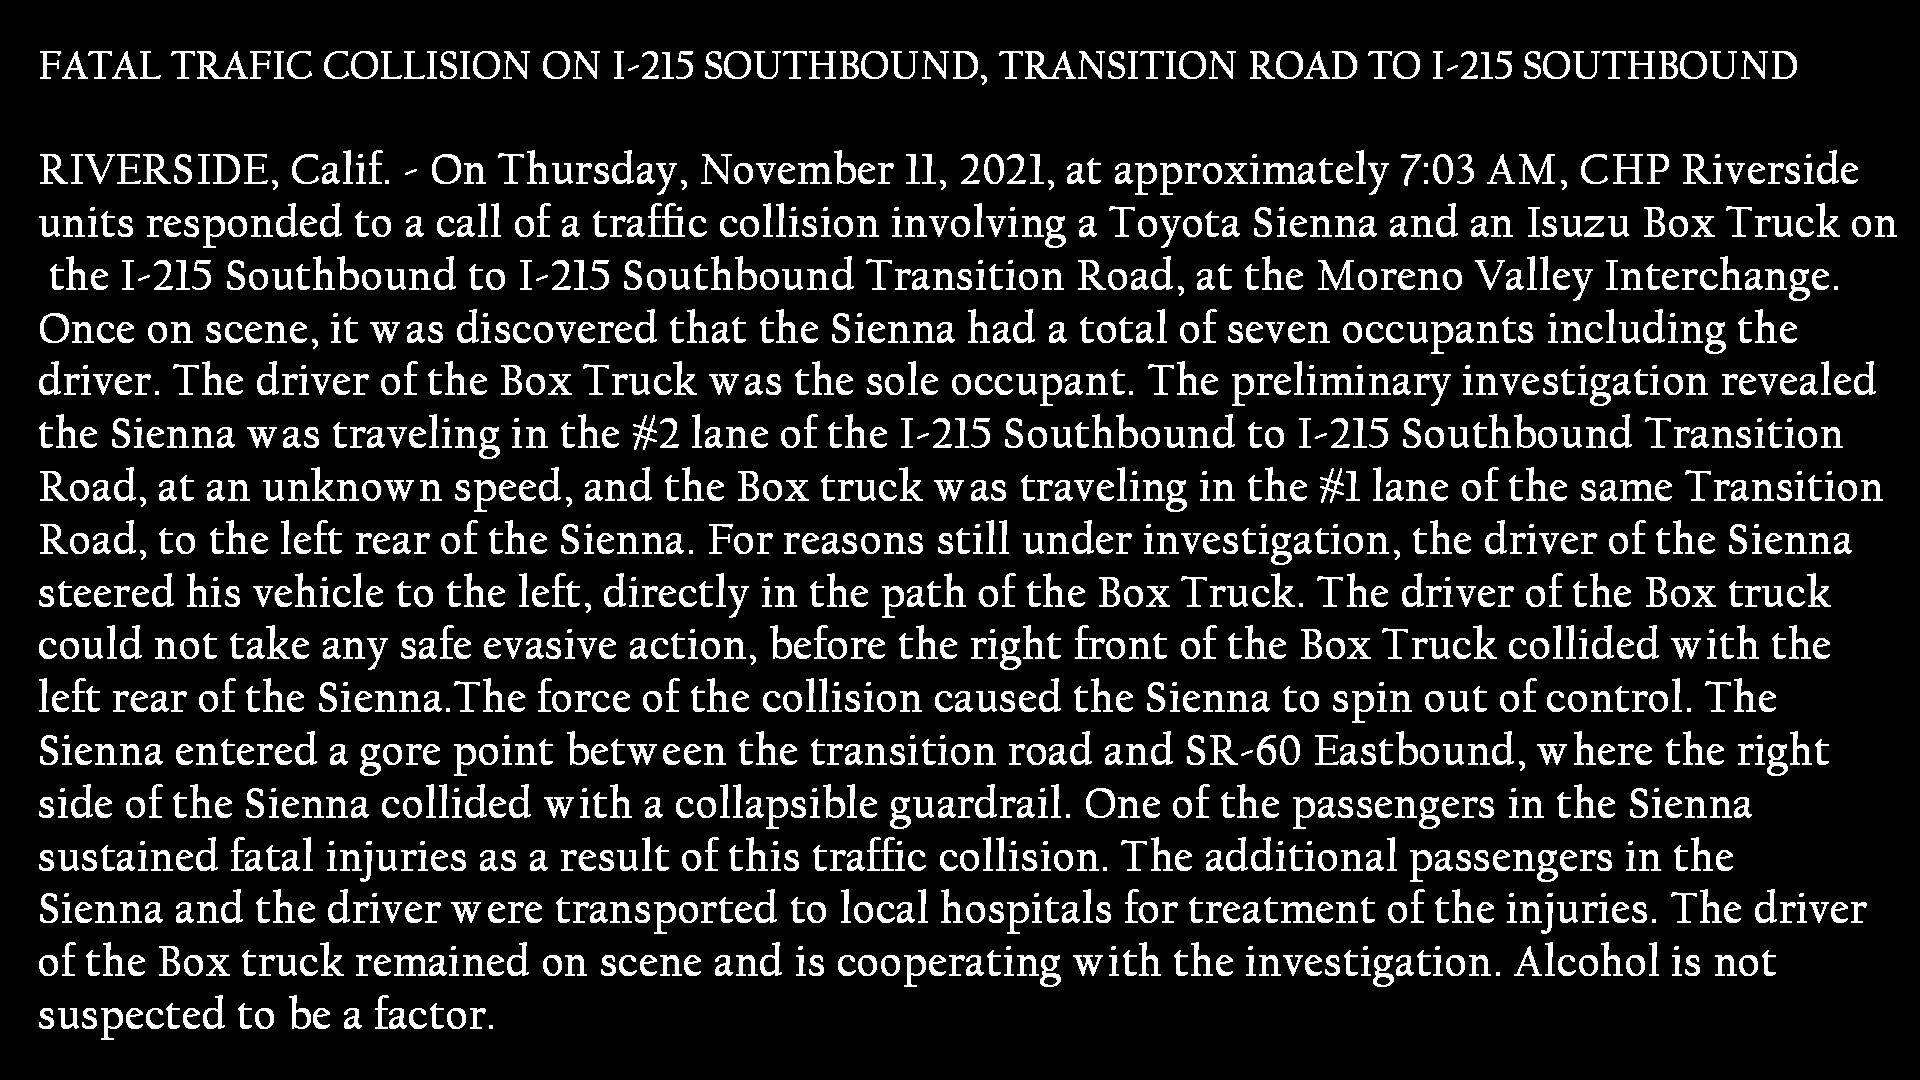 FATAL TRAFIC COLLISION ON I-215 SOUTHBOUND, TRANSITION ROAD TO I-215 SOUTHBOUND
RIVERSIDE, Calif. - On Thursday, November 11, 2021, at approximately 7:03 AM, CHP Riverside
units responded to a call of a traffic collision involving a Toyota Sienna and an Isuzu Box Truck on
the I-215 Southbound to I-215 Southbound Transition Road, at the Moreno Valley Interchange.
Once on scene, it was discovered that the Sienna had a total of seven occupants including the
driver. The driver of the Box Truck was the sole occupant. The preliminary investigation revealed
the Sienna was traveling in the #2 lane of the I-215 Southbound to I-215 Southbound Transition
Road, at an unknown speed, and the Box truck was traveling in the #1 lane of the same Transition
Road, to the left rear of the Sienna. For reasons still under investigation, the driver of the Sienna
steered his vehicle to the left, directly in the path of the Box Truck. The driver of the Box truck
could not take any safe evasive action, before the right front of the Box Truck collided with the
left rear of the Sienna.The force of the collision caused the Sienna to spin out of control. The
Sienna entered a gore point between the transition road and SR-60 Eastbound, where the right
side of the Sienna collided with a collapsible guardrail. One of the passengers in the Sienna
sustained fatal injuries as a result of this traffic collision. The additional passengers in the
Sienna and the driver were transported to local hospitals for treatment of the injuries. The driver
of the Box truck remained on scene and is cooperating with the investigation. Alcohol is not
suspected to be a factor.